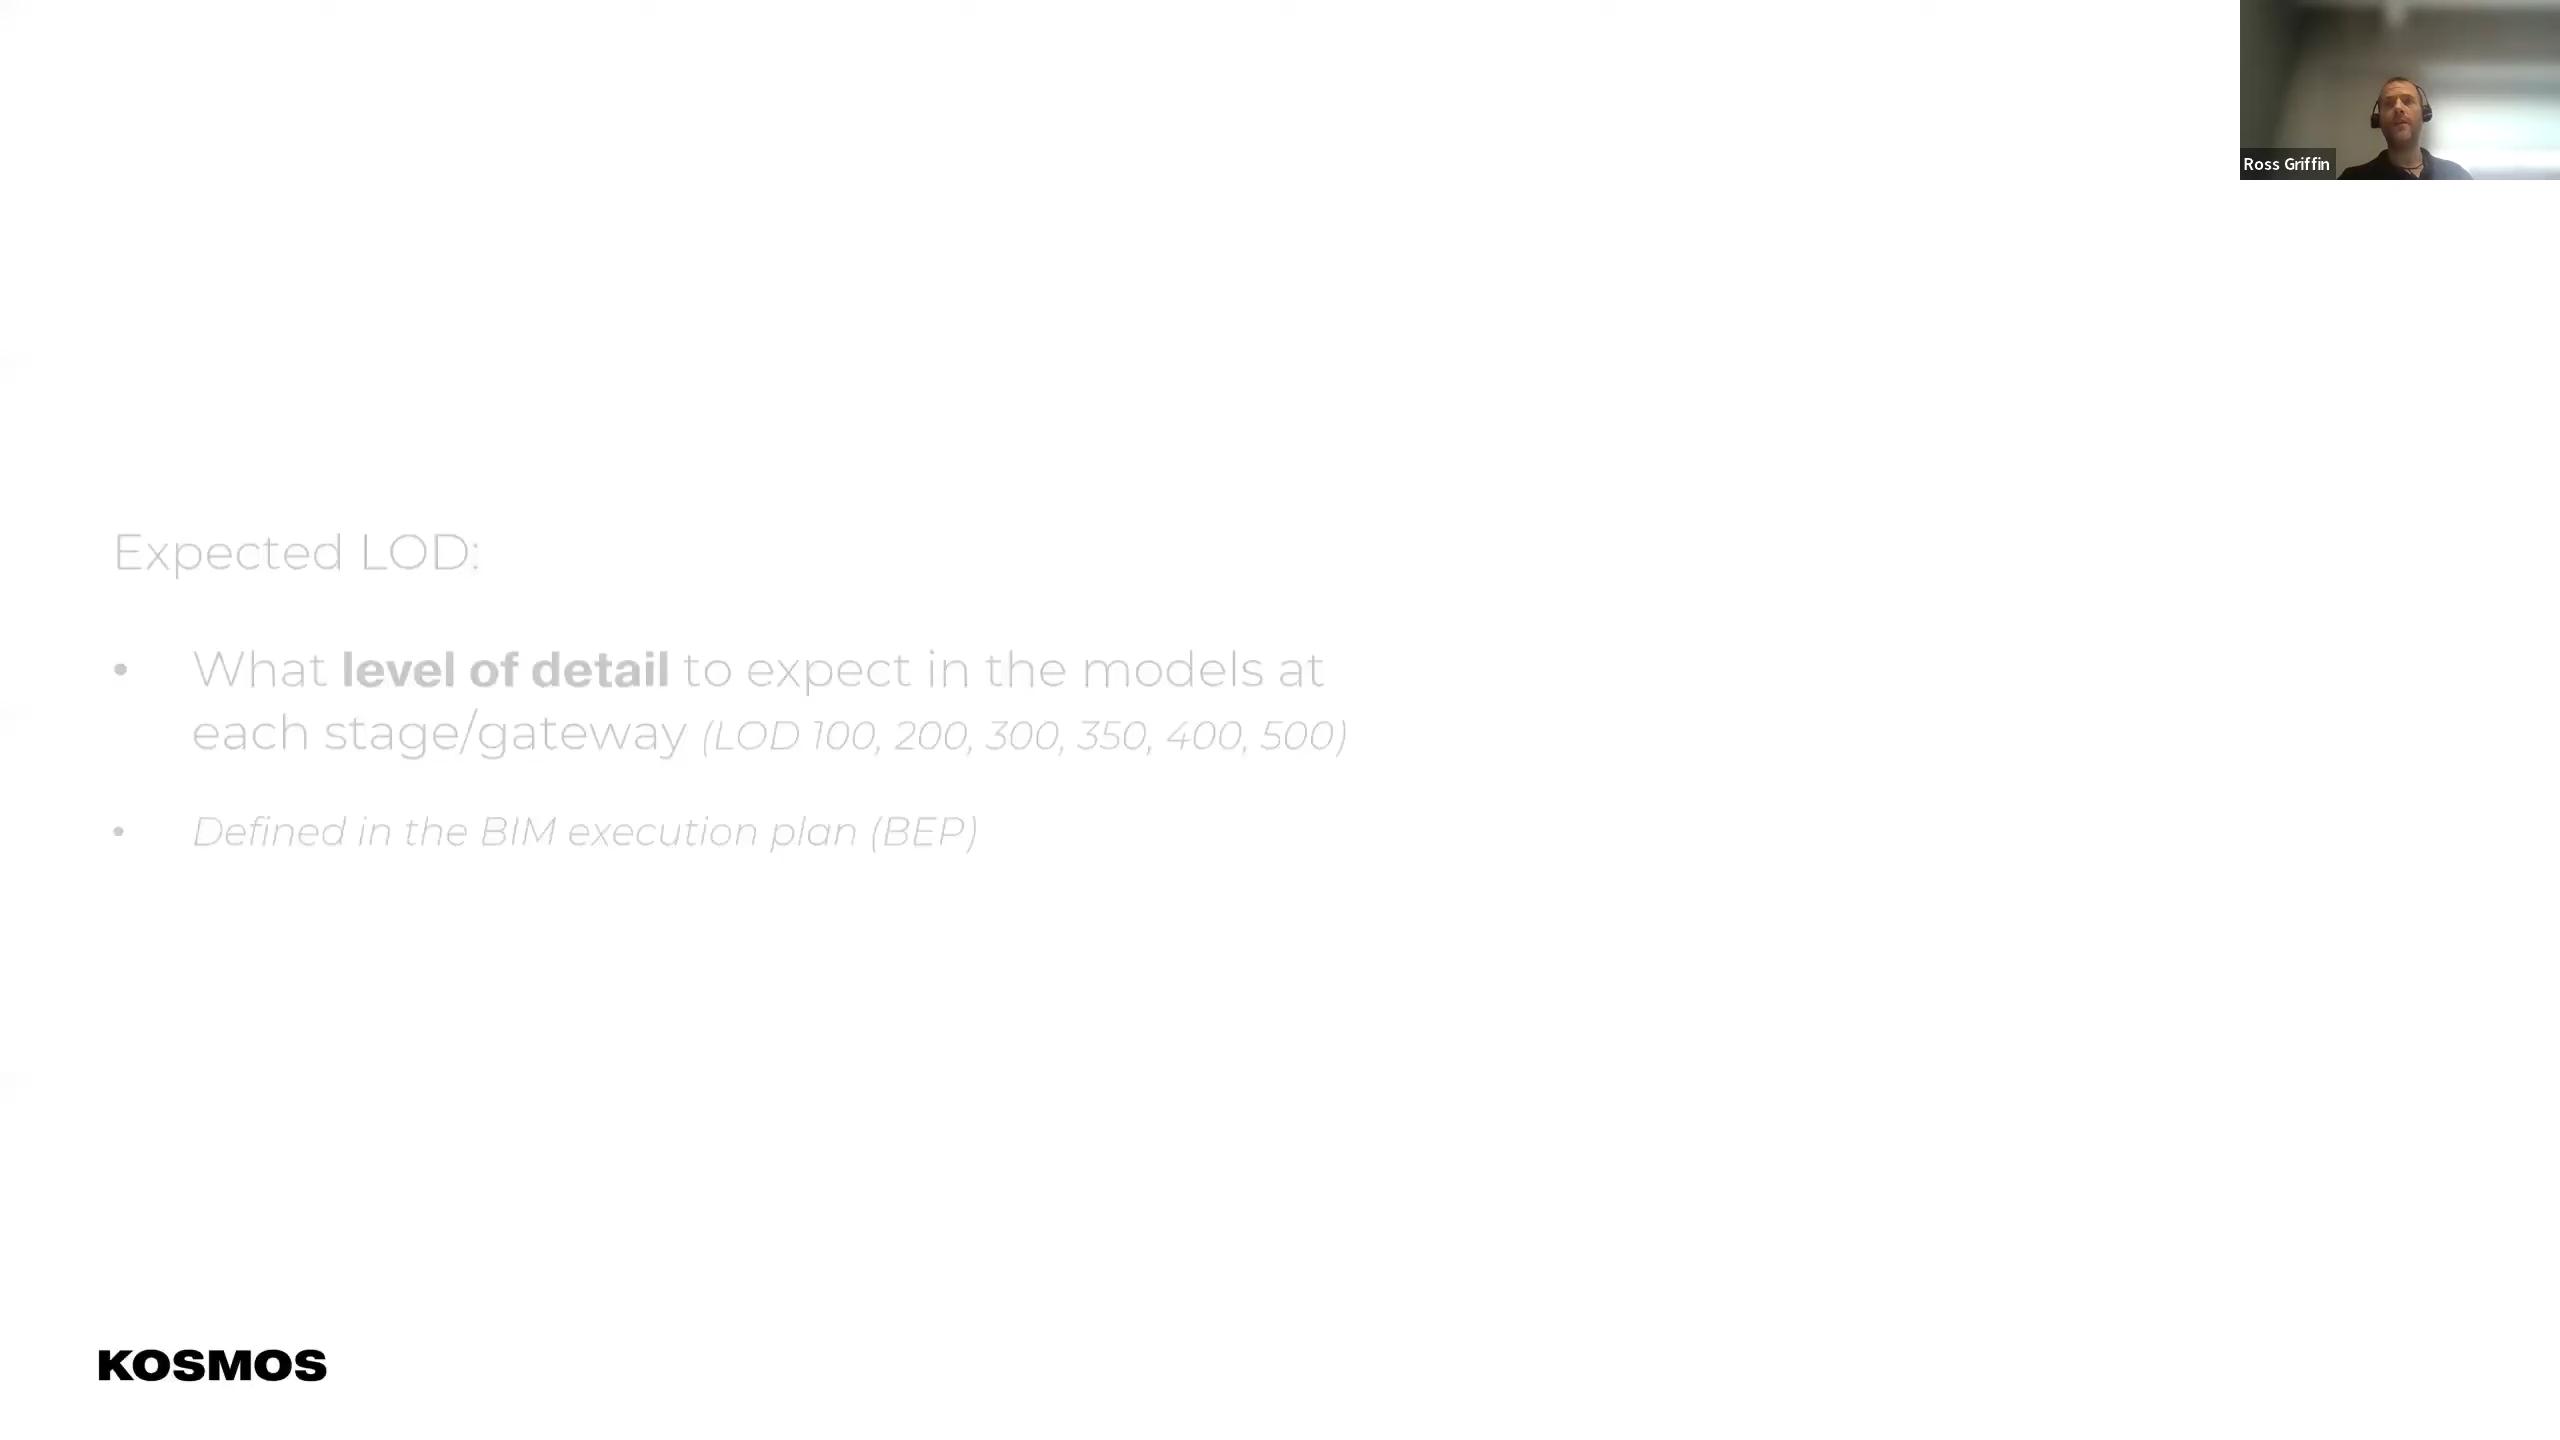 Ross Griffin
Expected LOD:
• What level of detail to expect in the models at
each stage/gateway (LOD 100, 200, 300, 350, 400, 500)
• Defined in the BIM execution plan (BEP)
KOSMOS